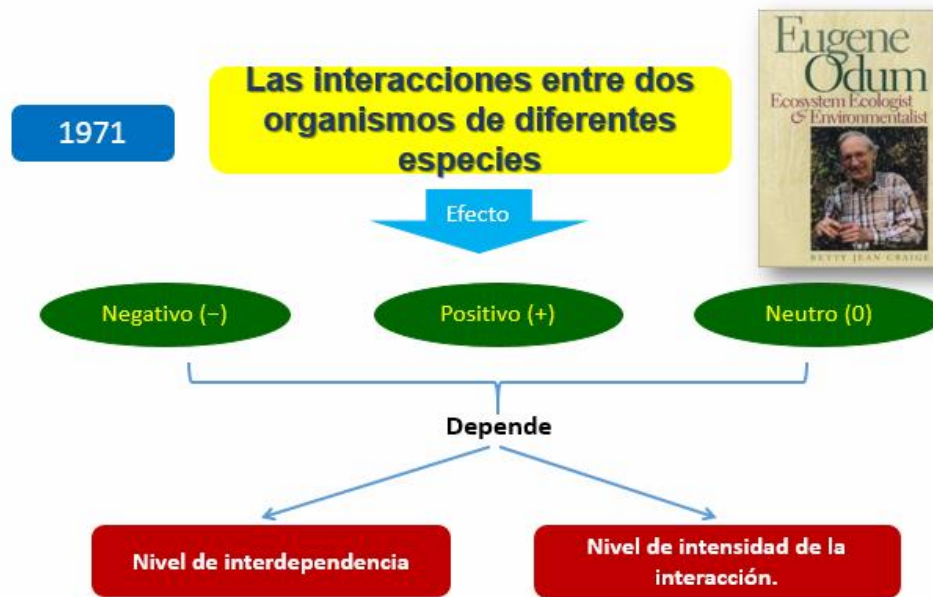 Eugene
Odum
Ecosystem Ecologist
& Environmentalist
BETTY JEAN CRAIGE
1971
Las interacciones entre dos
organismos de diferentes
especies
Efecto
Negativo (–)
Positivo (+)
Neutro (0)
Depende
Nivel de interdependencia
Nivel de intensidad de la
interacción.